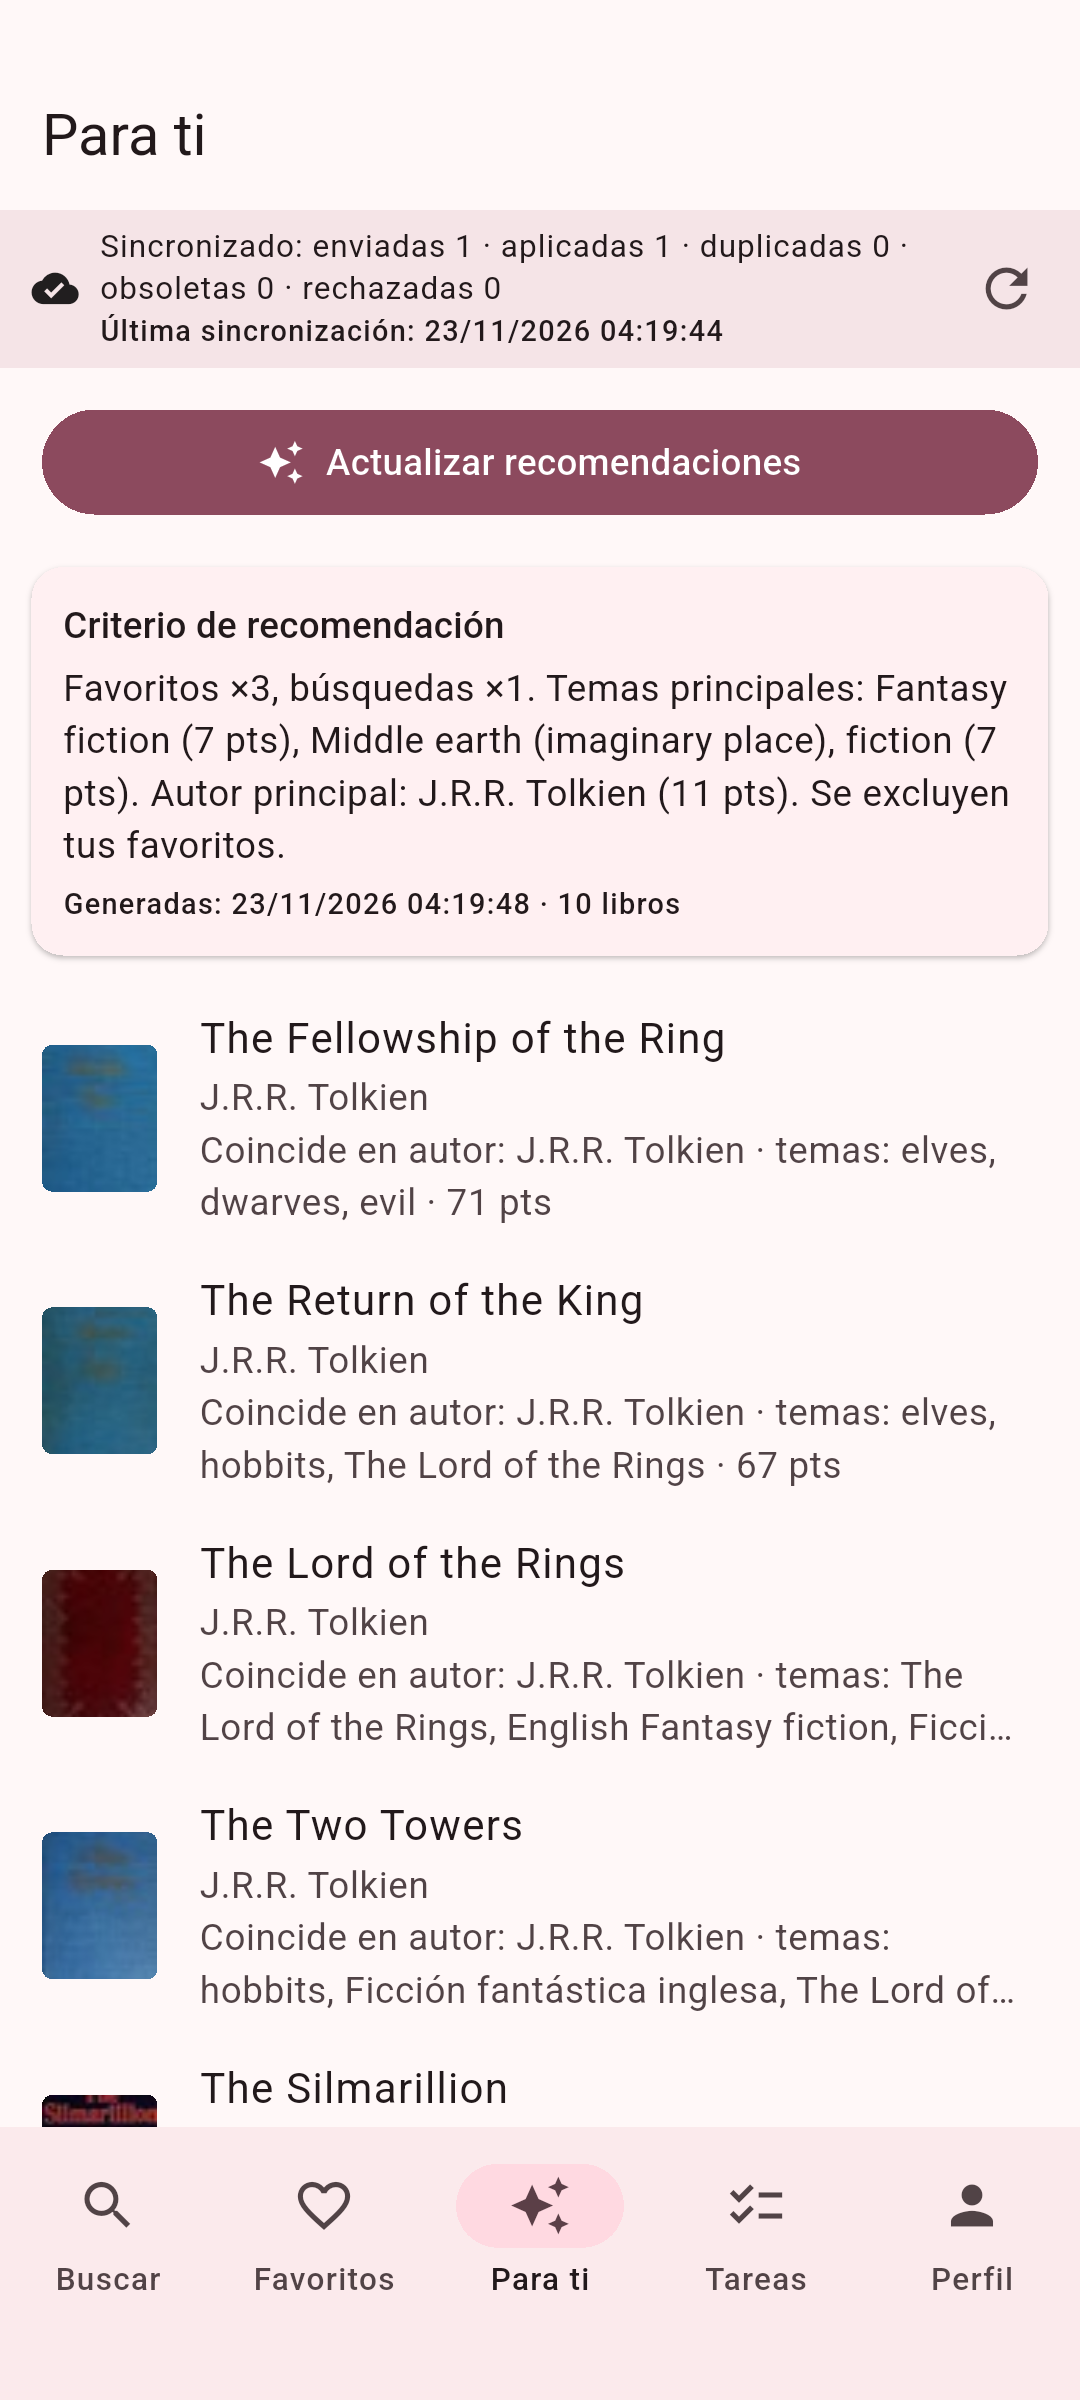 Para ti
Sincronizado: enviadas 1 · aplicadas 1 · duplicadas 0 ·
obsoletas 0 · rechazadas 0
Última sincronización: 23/11/2026 04:19:44
Actualizar recomendaciones
Criterio de recomendación
Favoritos ×3, búsquedas ×1. Temas principales: Fantasy
fiction (7 pts), Middle earth (imaginary place), fiction (7
pts). Autor principal: J.R.R. Tolkien (11 pts). Se excluyen
tus favoritos.
Generadas: 23/11/2026 04:19:48 · 10 libros
The Fellowship of the Ring
J.R.R. Tolkien
Coincide en autor: J.R.R. Tolkien · temas: elves,
dwarves, evil · 71 pts
The Return of the King
J.R.R. Tolkien
Coincide en autor: J.R.R. Tolkien · temas: elves,
hobbits, The Lord of the Rings · 67 pts
The Lord of the Rings
J.R.R. Tolkien
Coincide en autor: J.R.R. Tolkien · temas: The
Lord of the Rings, English Fantasy fiction, Ficci…
The Two Towers
J.R.R. Tolkien
Coincide en autor: J.R.R. Tolkien · temas:
hobbits, Ficción fantástica inglesa, The Lord of…
The Silmarillion
Silmarillion
Buscar
Favoritos
Para ti
Tareas
Perfil